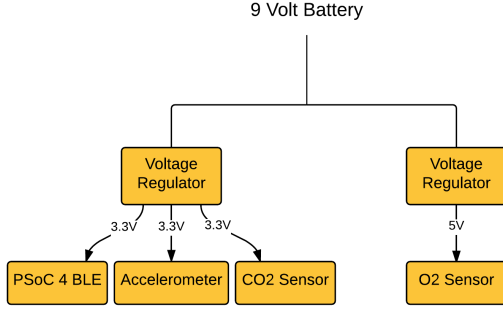 9 Volt Battery
Voltage
Regulator
Voltage
Regulator
3.3V
3.3V
3.3V
5V
PSoC 4 BLE
Accelerometer
CO2 Sensor
O2 Sensor